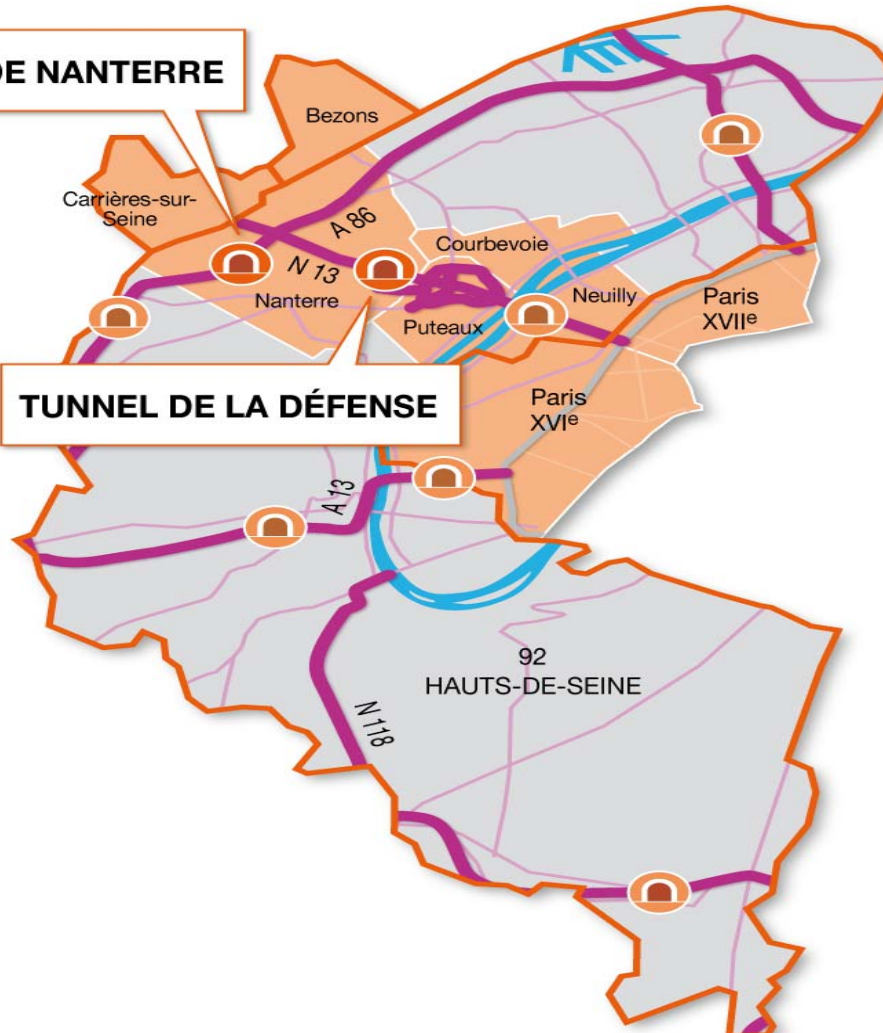 DE NANTERRE
Bezons
Carrières-sur-
Seine
A 86
Courbevoie
N 13
Nanterre
Neuilly
Puteaux
Paris
XVIIe
TUNNEL DE LA DÉFENSE
Paris
XVIe
A 13
92
HAUTS-DE-SEINE
N 118